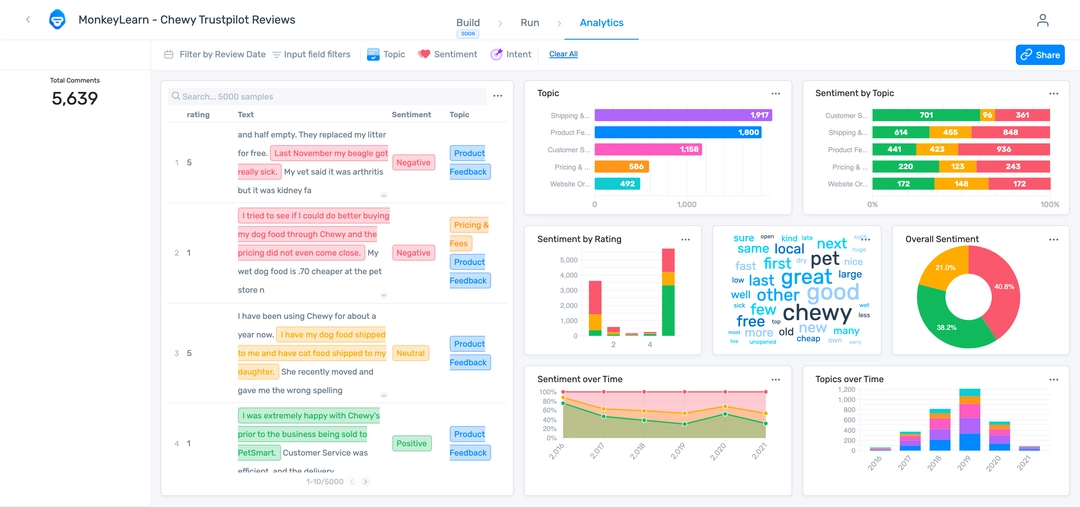 MonkeyLearn - Chewy Trustpilot Reviews
Build
SOON
Run
Analytics
Filter by Review Date
Input field filters
Topic
Sentiment
Intent
Clear All
Share
Total Comments
5,639
Search... 5000 samples
rating
Text
Sentiment
Topic
1
5
and half empty. They replaced my litter
for free. Last November my beagle got
really sick. My vet said it was arthritis
but it was kidney fa
Negative
Product
Feedback
2
1
I tried to see if I could do better buying
my dog food through Chewy and the
pricing did not even come close. My
wet dog food is .70 cheaper at the pet
store n
Negative
Pricing &
Fees
Product
Feedback
3
5
I have been using Chewy for about a
year now. I have my dog food shipped
to me and have cat food shipped to my
daughter. She recently moved and
gave me the wrong spelling
Neutral
Product
Feedback
4
1
I was extremely happy with Chewy's
prior to the business being sold to
PetSmart. Customer Service was
efficient, and the delivery
Positive
Product
Feedback
1-10/5000
Topic
Shipping &...
1,917
Product Fe...
1,800
Customer S...
1,158
Pricing & ...
586
Website Or...
492
0
1,000
Sentiment by Topic
Customer S...
701
96
361
Shipping &...
614
455
848
Product Fe...
441
423
936
Pricing & ...
220
123
243
Website Or...
172
148
172
0%
100%
Sentiment by Rating
5,000
4,000
3,000
2,000
1,000
0
2
4
sure open kind late such
same local next huge
fast first dry pet nice
low last great large
well other good
sick few chewy wet
free top less
most more old new many
live unopened cheap own sorry
Overall Sentiment
21.0%
40.8%
38.2%
Sentiment over Time
100%
80%
60%
40%
20%
0%
2,016
2,017
2,018
2,019
2,020
2,021
Topics over Time
1,200
1,000
800
600
400
200
0
2016
2017
2018
2019
2020
2021